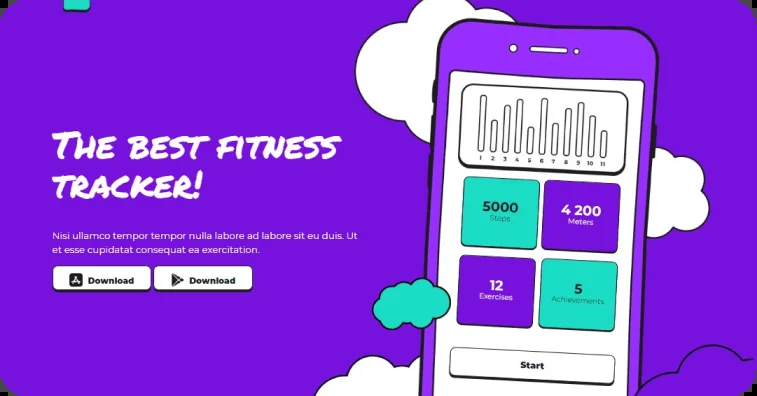 The best fitness
tracker!
Nisi ullamco tempor tempor nulla labore ad labore sit eu duis. Ut
et esse cupidatat consequat ea exercitation.
Download Download
1 2 3 4 5 6 7 8 9 10 11
5000
Steps
4 200
Meters
12
Exercises
5
Achievements
Start